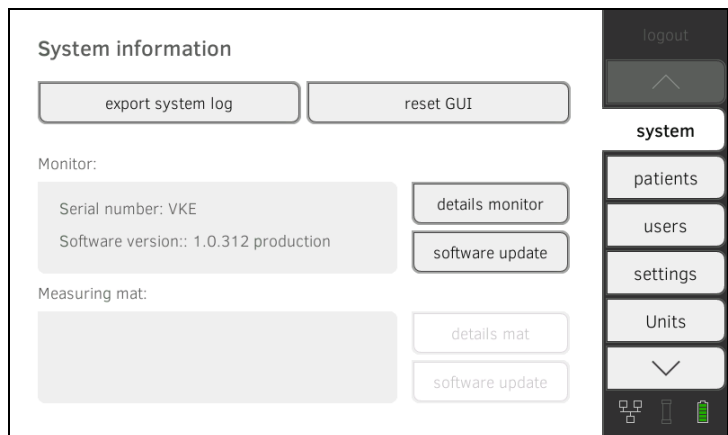 System information
export system log
reset GUI
Monitor:
Serial number: VKE
Software version:: 1.0.312 production
details monitor
software update
Measuring mat:
details mat
software update
logout
system
patients
users
settings
Units